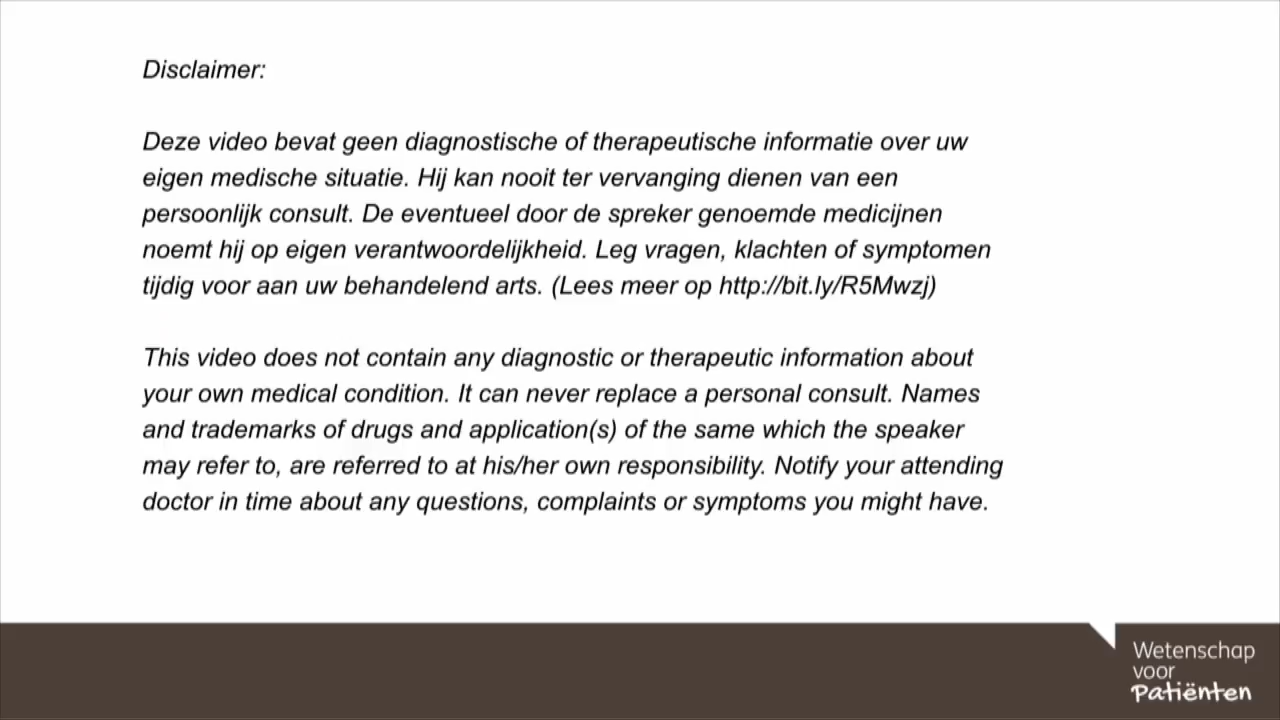 Disclaimer:
Deze video bevat geen diagnostische of therapeutische informatie over uw
eigen medische situatie. Hij kan nooit ter vervanging dienen van een
persoonlijk consult. De eventueel door de spreker genoemde medicijnen
noemt hij op eigen verantwoordelijkheid. Leg vragen, klachten of symptomen
tijdig voor aan uw behandelend arts. (Lees meer op http://bit.ly/R5Mwzj)
This video does not contain any diagnostic or therapeutic information about
your own medical condition. It can never replace a personal consult. Names
and trademarks of drugs and application(s) of the same which the speaker
may refer to, are referred to at his/her own responsibility. Notify your attending
doctor in time about any questions, complaints or symptoms you might have.
Wetenschap
voor
Patiënten